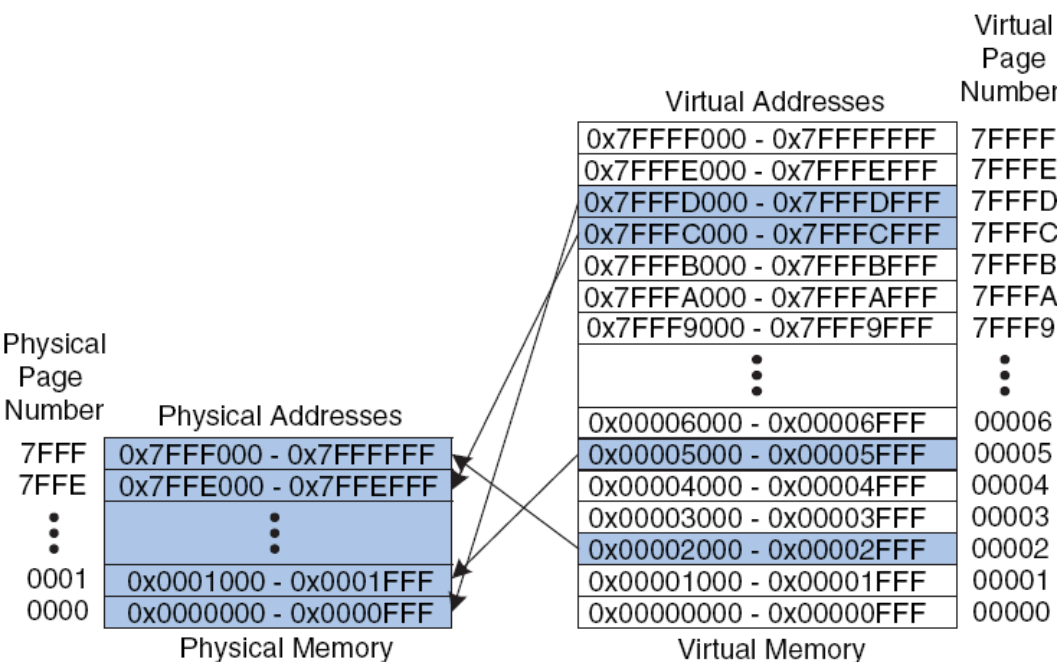 Virtual
Page
Number
Virtual Addresses
0x7FFFF000 - 0x7FFFFFFF 7FFFF
0x7FFFE000 - 0x7FFFEFFF 7FFFE
0x7FFFD000 - 0x7FFFDFFF 7FFFD
0x7FFFC000 - 0x7FFFCFFF 7FFFC
0x7FFFB000 - 0x7FFFBFFF 7FFFB
0x7FFFA000 - 0x7FFFAFFF 7FFFA
0x7FFF9000 - 0x7FFF9FFF 7FFF9
0x00006000 - 0x00006FFF 00006
0x00005000 - 0x00005FFF 00005
0x00004000 - 0x00004FFF 00004
0x00003000 - 0x00003FFF 00003
0x00002000 - 0x00002FFF 00002
0x00001000 - 0x00001FFF 00001
0x00000000 - 0x00000FFF 00000
Virtual Memory
Physical
Page
Number
Physical Addresses
7FFF 0x7FFF000 - 0x7FFFFFF
7FFE 0x7FFE000 - 0x7FFEFFF
0001 0x0001000 - 0x0001FFF
0000 0x0000000 - 0x0000FFF
Physical Memory